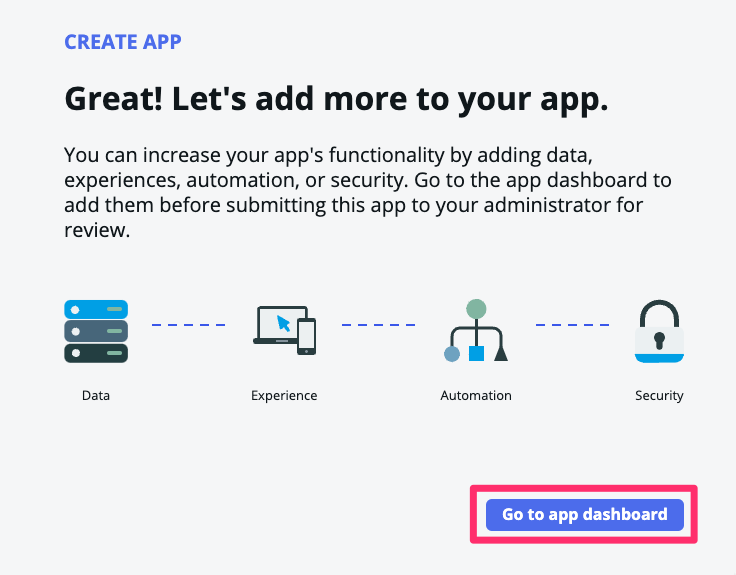 CREATE APP
Great! Let's add more to your app.
You can increase your app's functionality by adding data,
experiences, automation, or security. Go to the app dashboard to
add them before submitting this app to your administrator for
review.
Data
Experience
Automation
Security
Go to app dashboard